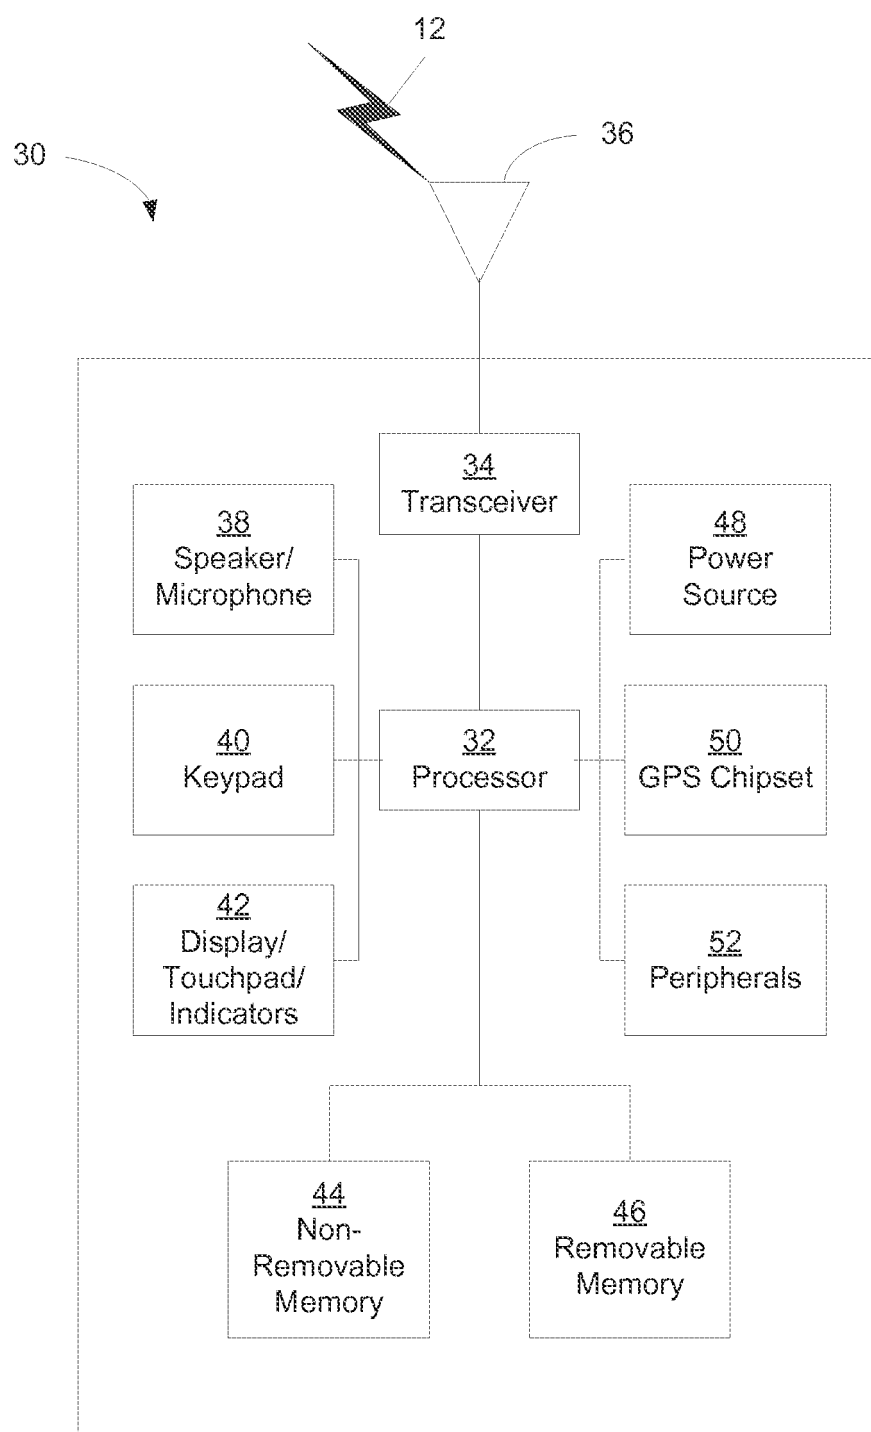 12
36
30
34
Transceiver
38
Speaker/
Microphone
48
Power
Source
40
Keypad
32
Processor
50
GPS Chipset
42
Display/
Touchpad/
Indicators
52
Peripherals
44
Non-
Removable
Memory
46
Removable
Memory